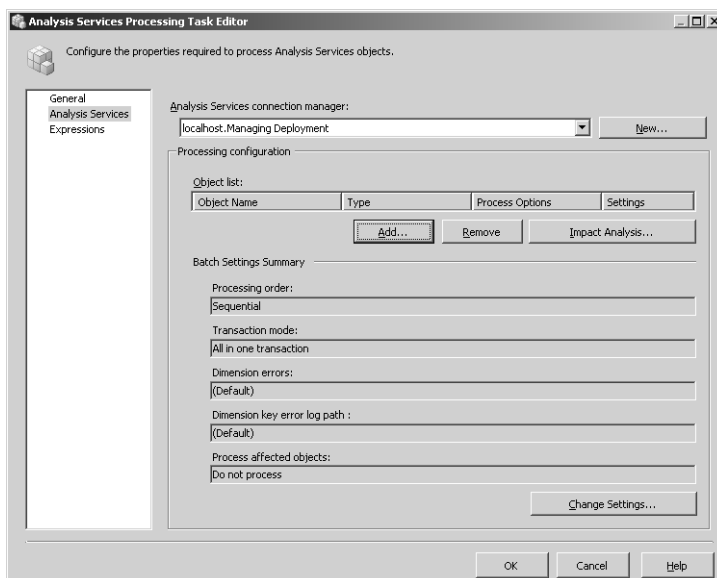 Analysis Services Processing Task Editor
Configure the properties required to process Analysis Services objects.
General
Analysis Services
Expressions
Analysis Services connection manager:
localhost.Managing Deployment
New...
Processing configuration
Object list:
Object Name Type Process Options Settings
Add... Remove Impact Analysis...
Batch Settings Summary
Processing order:
Sequential
Transaction mode:
All in one transaction
Dimension errors:
(Default)
Dimension key error log path :
(Default)
Process affected objects:
Do not process
Change Settings...
OK Cancel Help